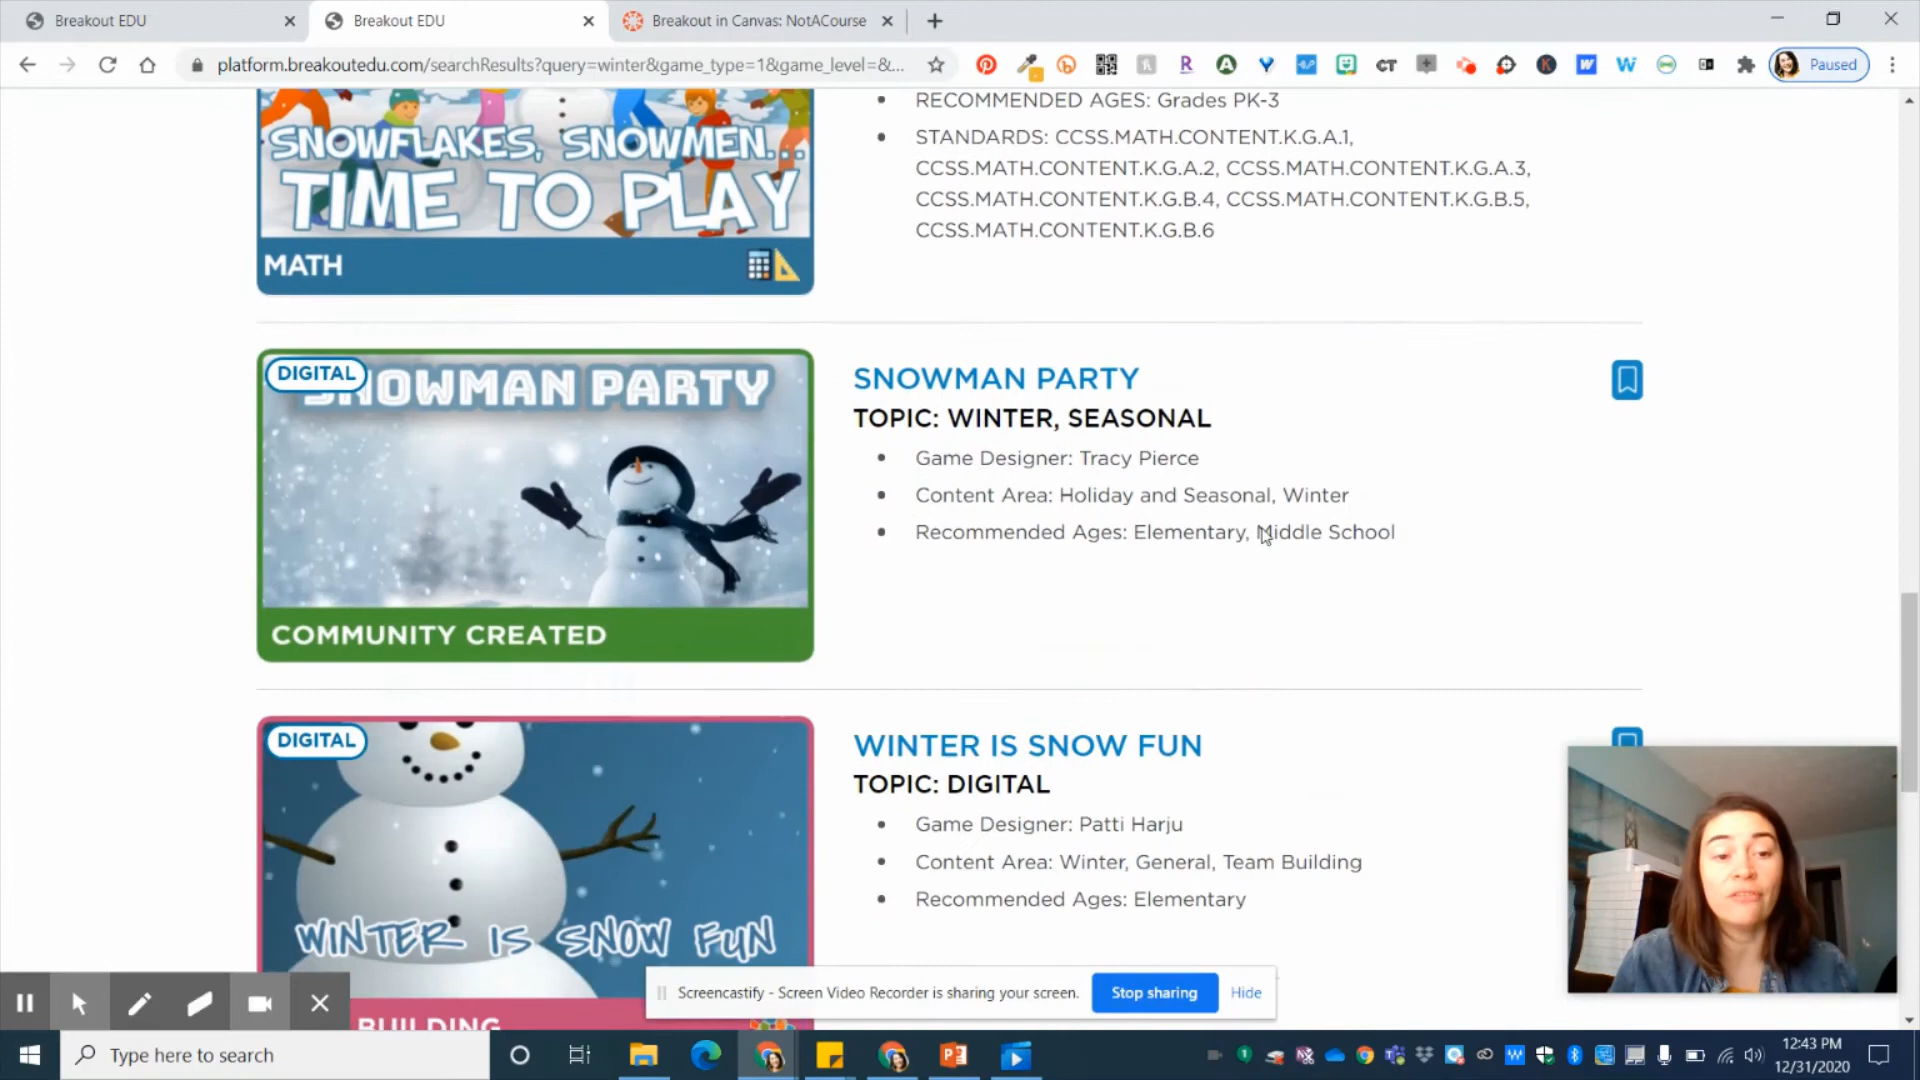 Breakout EDU
Breakout EDU
Breakout in Canvas: NotACourse
platform.breakoutedu.com/searchResults?query=winter&game_type=1&game_level=&...
Paused
SNOWFLAKES, SNOWMEN...
TIME TO PLAY
MATH
RECOMMENDED AGES: Grades PK-3
STANDARDS: CCSS.MATH.CONTENT.K.G.A.1,
CCSS.MATH.CONTENT.K.G.A.2, CCSS.MATH.CONTENT.K.G.A.3,
CCSS.MATH.CONTENT.K.G.B.4, CCSS.MATH.CONTENT.K.G.B.5,
CCSS.MATH.CONTENT.K.G.B.6
DIGITAL
SNOWMAN PARTY
COMMUNITY CREATED
SNOWMAN PARTY
TOPIC: WINTER, SEASONAL
Game Designer: Tracy Pierce
Content Area: Holiday and Seasonal, Winter
Recommended Ages: Elementary, Middle School
DIGITAL
WINTER IS SNOW FUN
BUILDING
WINTER IS SNOW FUN
TOPIC: DIGITAL
Game Designer: Patti Harju
Content Area: Winter, General, Team Building
Recommended Ages: Elementary
Screencastify - Screen Video Recorder is sharing your screen.
Stop sharing
Hide
Type here to search
12:43 PM
12/31/2020